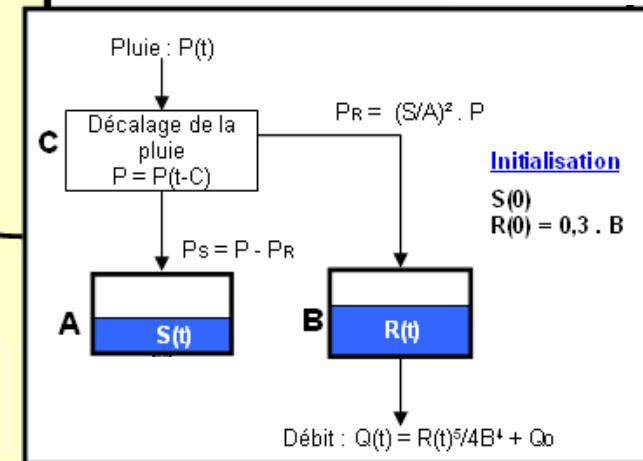 Pluie : P(t)
C
Décalage de la
pluie
P = P(t-C)
PR = (S/A)² . P
Initialisation
S(0)
R(0) = 0,3 . B
Ps = P - PR
A
S(t)
B
R(t)
Débit : Q(t) = R(t)⁵/4B⁴ + Q₀